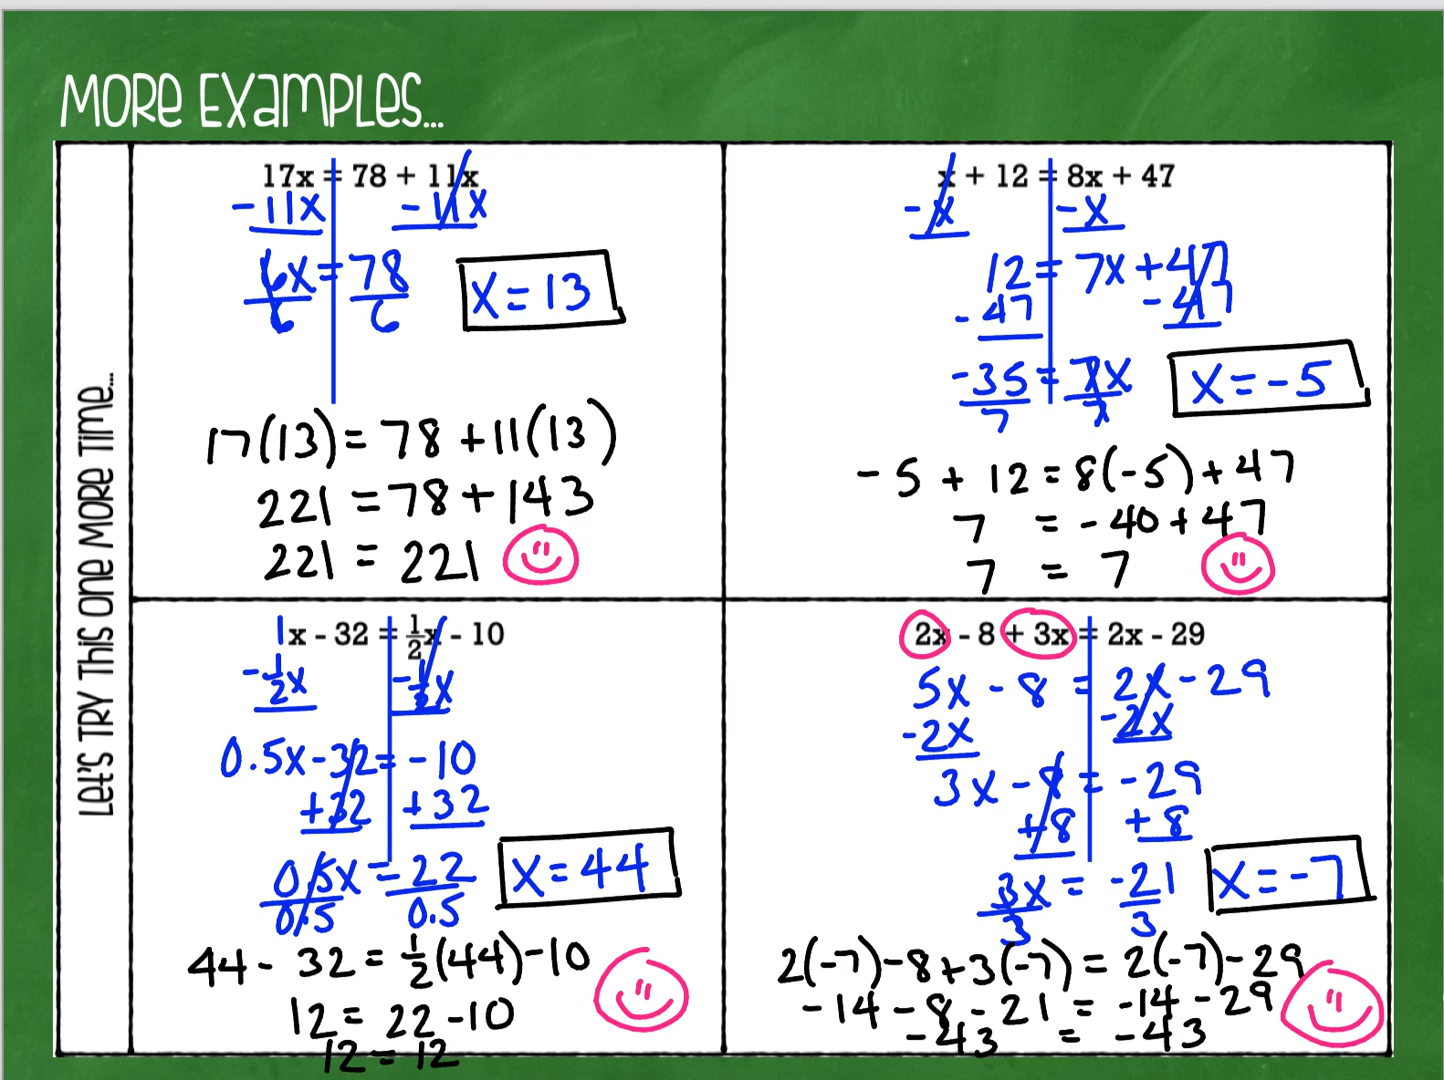 MORE EXAMPLES...
LET'S TRY THIS ONE MORE TIME...
17x = 78 + 11x
-11x -11x
6x = 78
6 6
x = 13
17(13) = 78 + 11(13)
221 = 78 + 143
221 = 221
x + 12 = 8x + 47
-x -x
12 = 7x + 47
-47 -47
-35 = 7x
7 7
x = -5
-5 + 12 = 8(-5) + 47
7 = -40 + 47
7 = 7
1x - 32 = 1/2x - 10
-1/2x -1/2x
0.5x - 32 = -10
+32 +32
0.5x = 22
0.5 0.5
x = 44
44 - 32 = 1/2(44) - 10
12 = 22 - 10
12 = 12
2x - 8 + 3x = 2x - 29
5x - 8 = 2x - 29
-2x -2x
3x - 8 = -29
+8 +8
3x = -21
3 3
x = -7
2(-7) - 8 + 3(-7) = 2(-7) - 29
-14 - 8 - 21 = -14 - 29
-43 = -43